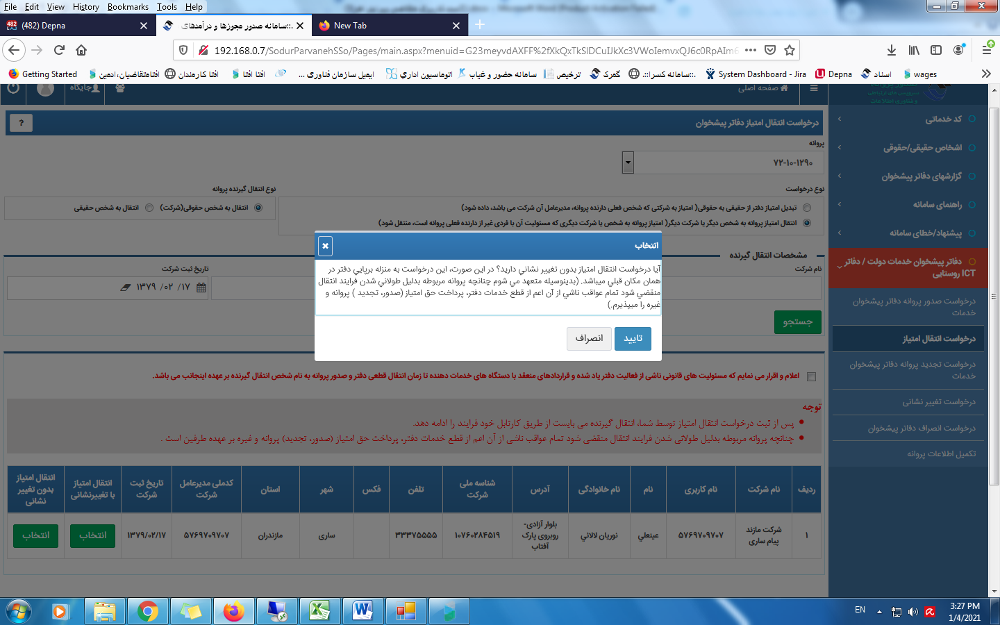 File Edit View History Bookmarks Tools Help
(482) Depna
::.سامانه صدور مجوزها و درآمدهای
New Tab
192.168.0.7/SodurParvanehSSo/Pages/main.aspx?menuid=G23meyvdAXFF%2fXkQxTkSlDCuIJkXc3VWoIemvxQJ6c0RpAIm6
Getting Started
افتامتقاضیان،ادمین
افتا کارمندان
افتا افتا
ایمیل سازمان فناوری ...
اتوماسیون اداري
سامانه حضور و غیاب
ترخیص
گمرک
.::سامانه کسرا::.
System Dashboard - Jira
Depna
اسناد
wages
صفحه اصلی
جایگاه
سرویس های ارتباطی
و فناوری اطلاعات
کد خدماتی
اشخاص حقیقی/حقوقی
گزارشهای دفاتر پیشخوان
راهنمای سامانه
پیشنهاد/خطای سامانه
دفاتر پیشخوان خدمات دولت / دفاتر
ICT روستایی
درخواست صدور پروانه دفاتر پیشخوان
خدمات
درخواست انتقال امتیاز
درخواست تجدید پروانه دفاتر پیشخوان
خدمات
درخواست تغییر نشانی
درخواست انصراف دفاتر پیشخوان
تکمیل اطلاعات پروانه
درخواست انتقال امتیاز دفاتر پیشخوان
?
پروانه
۷۲-۱۰-۱۲۹۰
نوع درخواست
تبدیل امتیاز دفتر از حقیقی به حقوقی( امتیاز به شرکتی که شخص فعلی دارنده پروانه، مدیرعامل آن شرکت می باشد، داده شود)
انتقال امتیاز پروانه به شخص دیگر یا شرکت دیگر( امتیاز پروانه به شخص یا شرکت دیگری که مسئولیت آن با فردی غیر از دارنده فعلی پروانه است، منتقل شود)
نوع انتقال گیرنده پروانه
انتقال به شخص حقوقی(شرکت)
انتقال به شخص حقیقی
مشخصات انتقال گیرنده
نام شرکت
تاریخ ثبت شرکت
۱۳۷۹ /۰۲ /۱۷
جستجو
انتخاب
آیا درخواست انتقال امتیاز بدون تغییر نشاني دارید؟ در این صورت، این درخواست به منزله برپایي دفتر در
همان مکان قبلي میباشد. (بدینوسیله متعهد مي شوم چنانچه پروانه مربوطه بدلیل طولاني شدن فرایند انتقال
منقضي شود تمام عواقب ناشي از آن اعم از قطع خدمات دفتر، پرداخت حق امتیاز (صدور، تجدید ) پروانه و
غیره را میپذیرم.)
تایید
انصراف
اعلام و اقرار می نمایم که مسئولیت های قانونی ناشی از فعالیت دفتر یاد شده و قراردادهای منعقد با دستگاه های خدمات دهنده تا زمان انتقال قطعی دفتر و صدور پروانه به نام شخص انتقال گیرنده بر عهده اینجانب می باشد.
توجه
پس از ثبت درخواست انتقال امتیاز توسط شما، انتقال گیرنده می بایست از طریق کارتابل خود فرایند را ادامه دهد.
چنانچه پروانه مربوطه بدلیل طولانی شدن فرایند انتقال منقضی شود تمام عواقب ناشی از آن اعم از قطع خدمات دفتر، پرداخت حق امتیاز (صدور، تجدید) پروانه و غیره بر عهده طرفین است .
ردیف
نام شرکت
نام کاربری
نام
نام خانوادگی
آدرس
شناسه ملی شرکت
تلفن
فکس
شهر
استان
کدملی مدیرعامل شرکت
تاریخ ثبت شرکت
انتقال امتیاز با تغییرنشانی
انتقال امتیاز بدون تغییر نشانی
۱
شرکت مازند پیام ساری
۵۷۶۹۷۰۹۷۰۷
عینعلي
نوریان لالائي
بلوار آزادی- روبروی پارک آفتاب
۱۰۷۶۰۲۸۴۵۱۹
۳۳۳۷۵۵۵۵
ساری
مازندران
۵۷۶۹۷۰۹۷۰۷
۱۳۷۹/۰۲/۱۷
انتخاب
انتخاب
EN
3:27 PM
1/4/2021